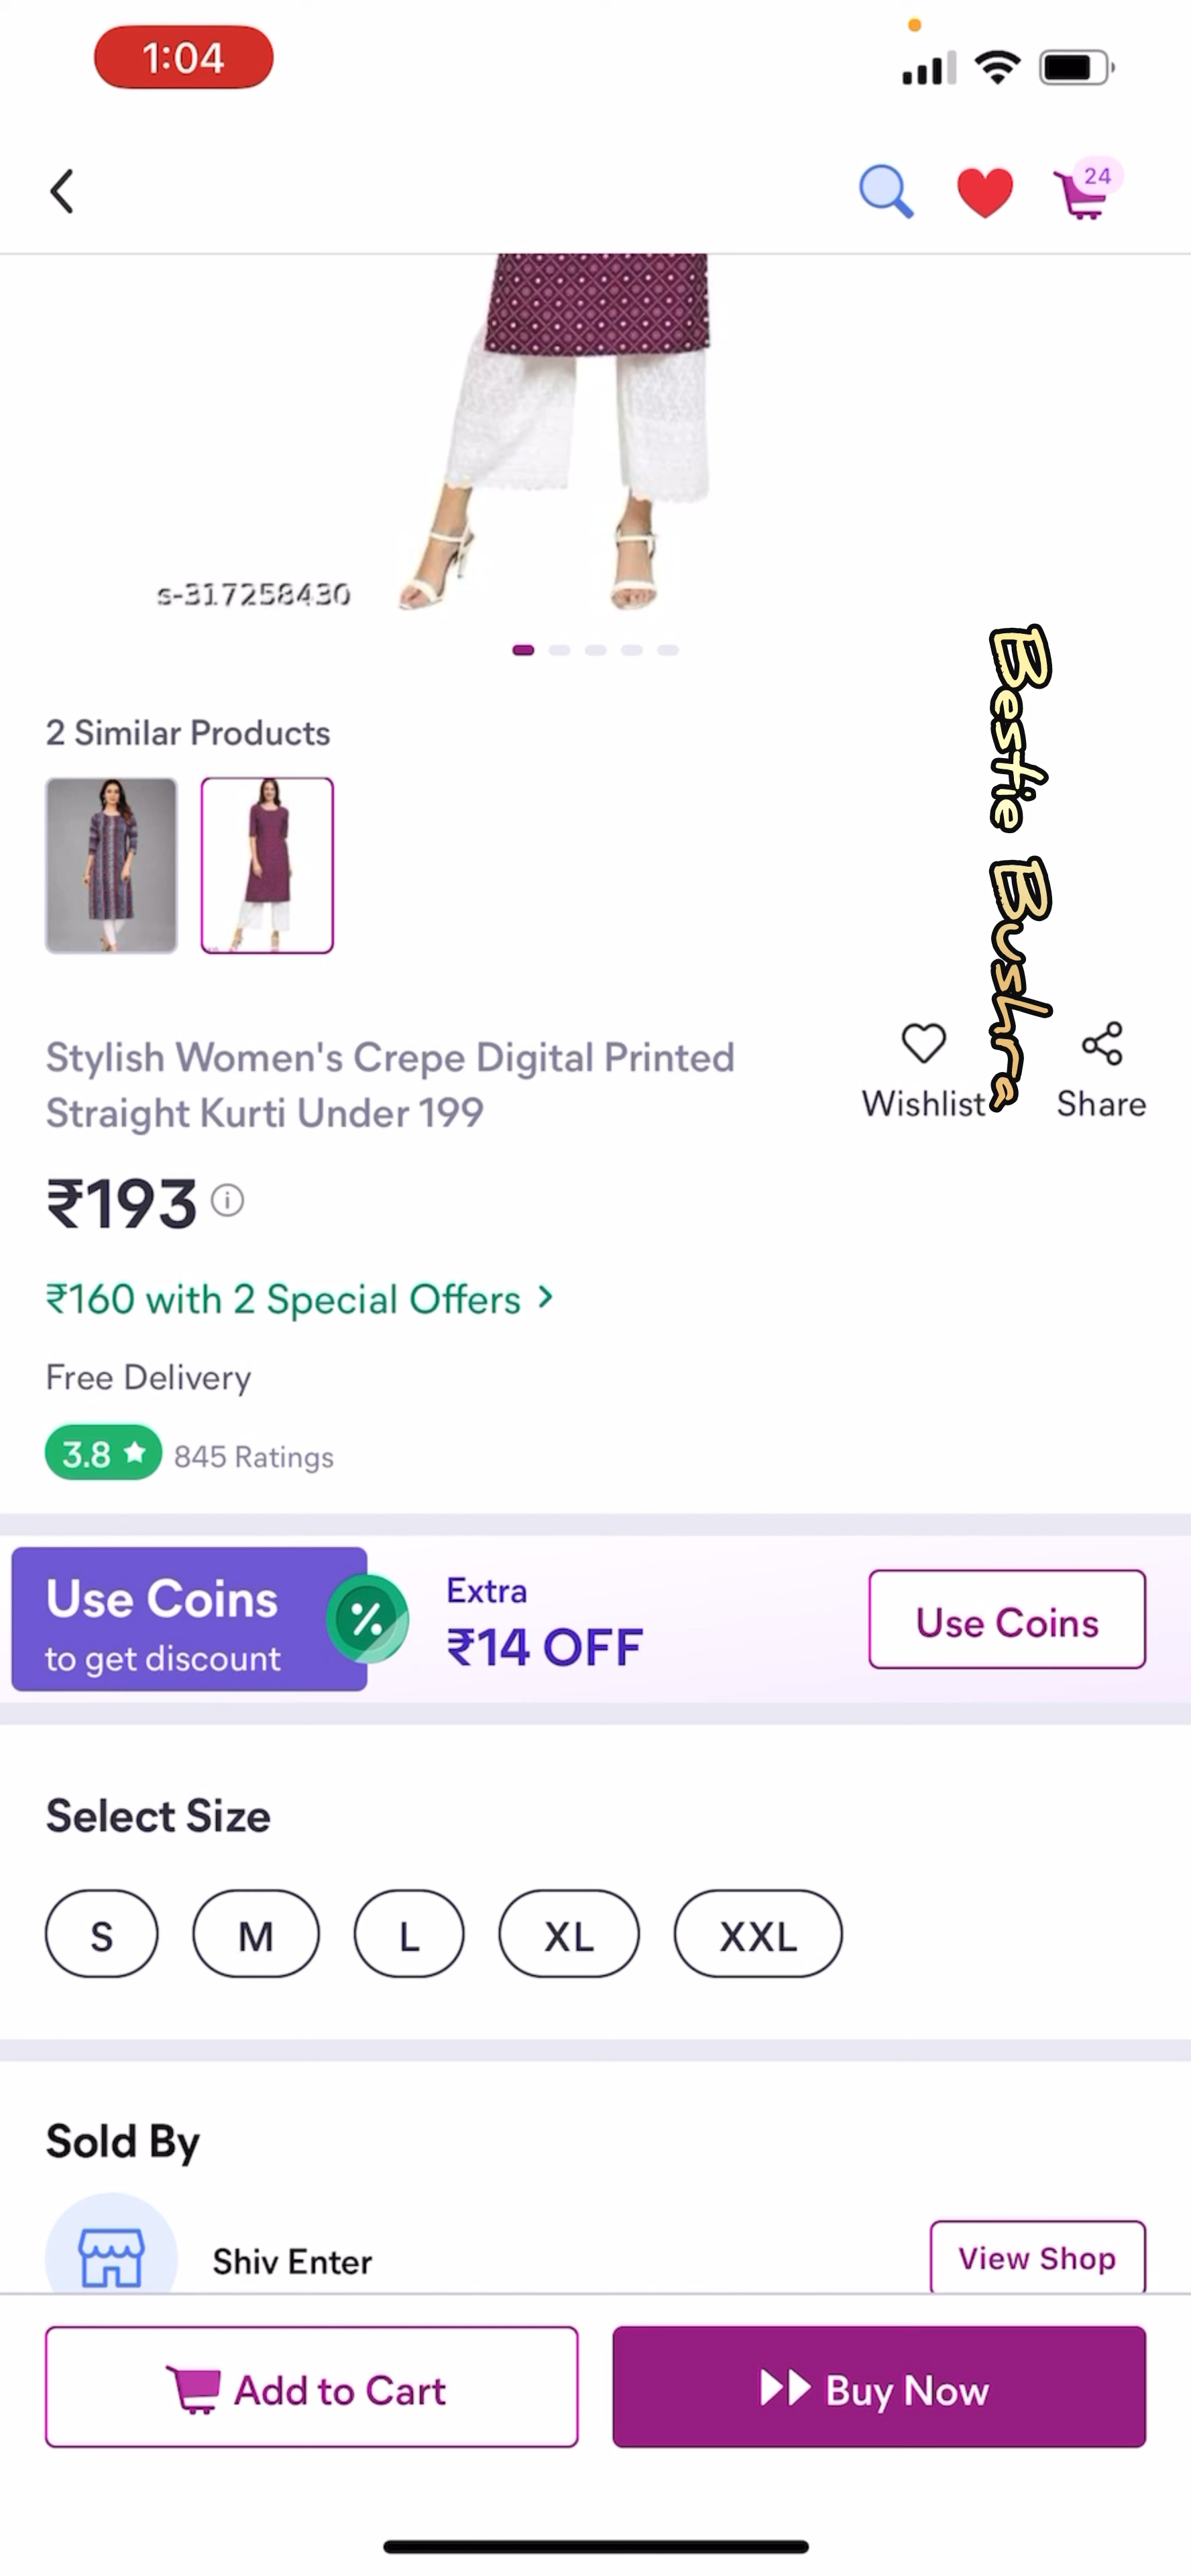 1:04
24
s-317258430
2 Similar Products
Bestie Bushra
Stylish Women's Crepe Digital Printed
Straight Kurti Under 199
Wishlist
Share
₹193
₹160 with 2 Special Offers
Free Delivery
3.8 ★ 845 Ratings
Use Coins
to get discount
%
Extra
₹14 OFF
Use Coins
Select Size
S M L XL XXL
Sold By
Shiv Enter
View Shop
Add to Cart
Buy Now